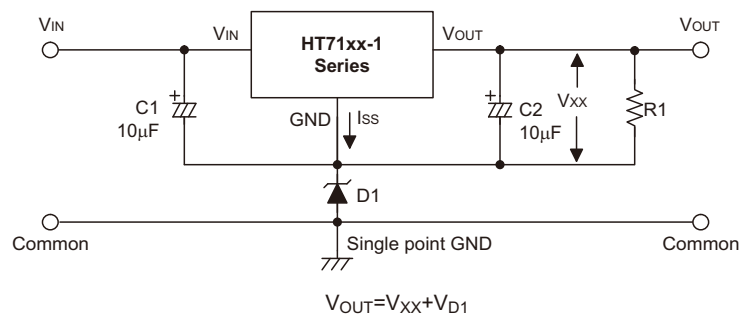 VIN
VIN
HT71xx-1
Series
VOUT
VOUT
C1
10μF
GND
ISS
C2
10μF
VXX
R1
D1
Common
Single point GND
Common
VOUT=VXX+VD1